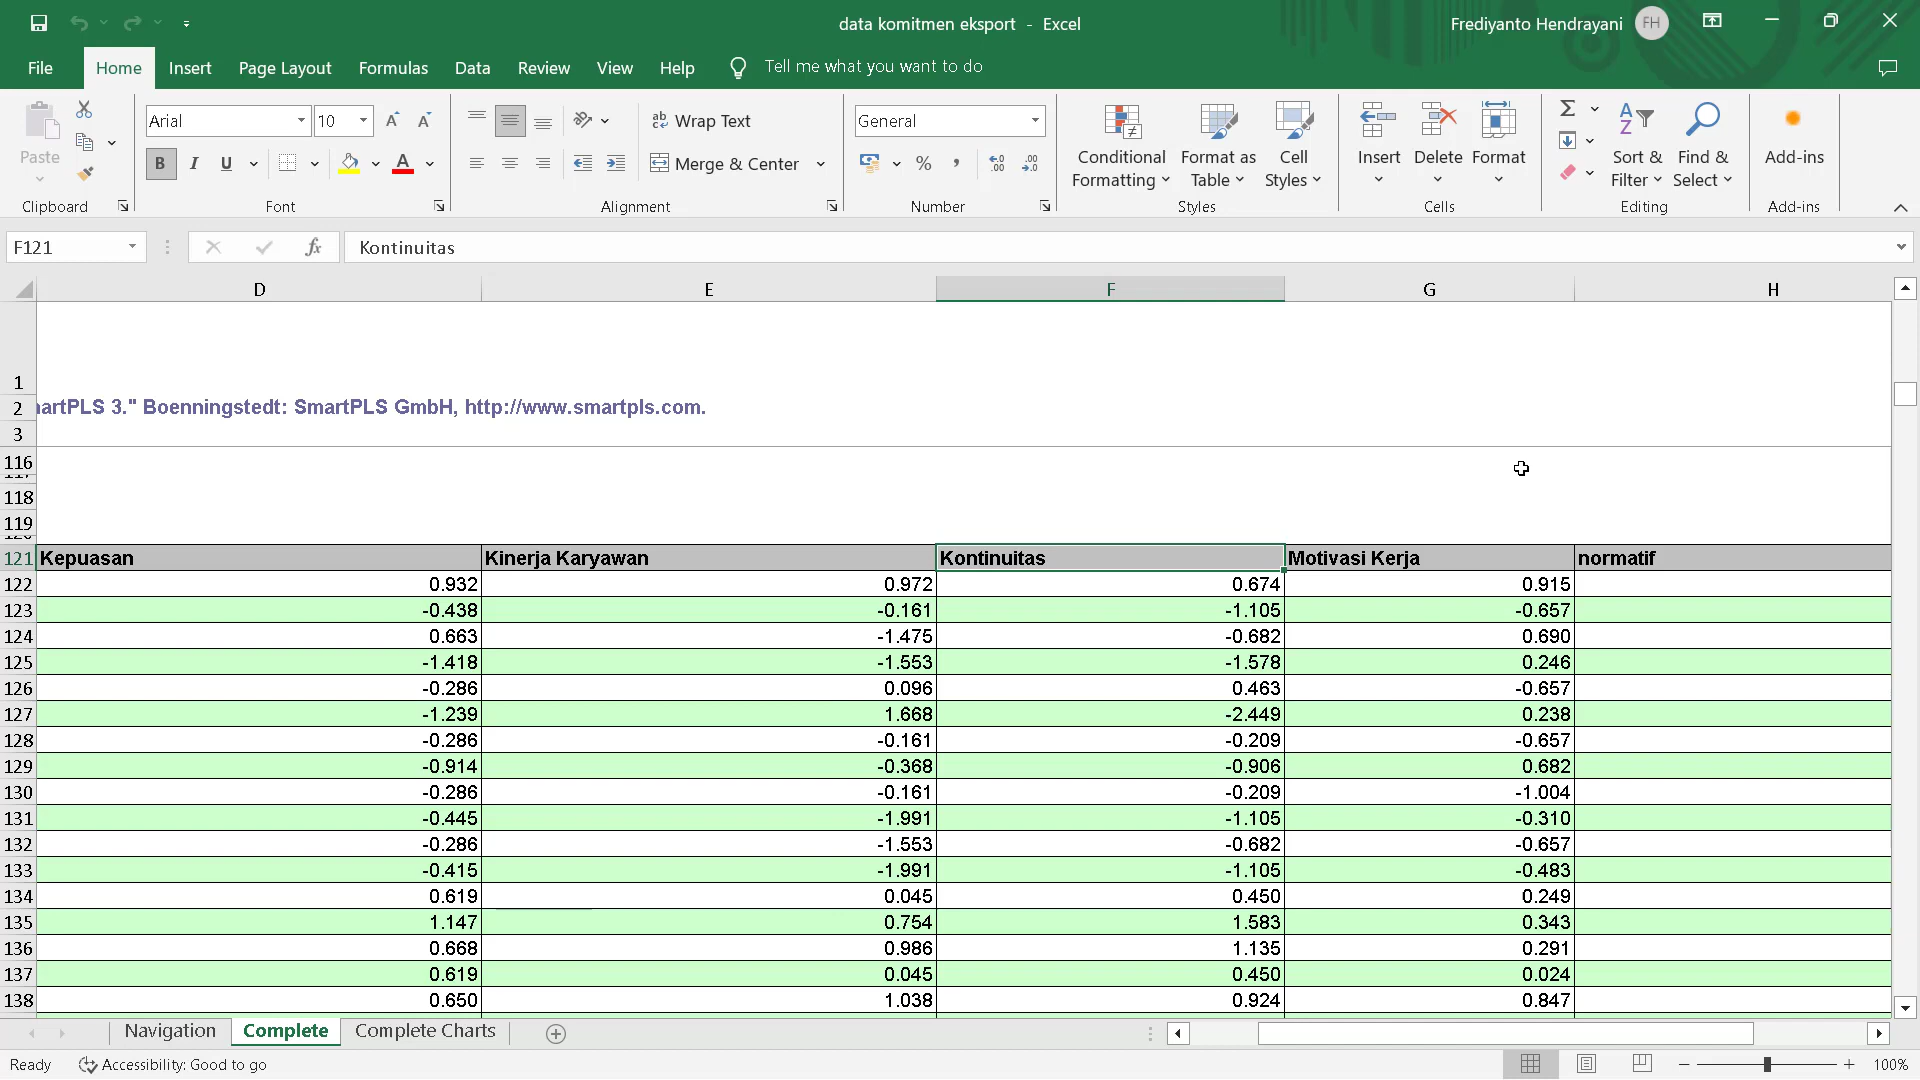 data komitmen eksport - Excel
Frediyanto Hendrayani FH
File Home Insert Page Layout Formulas Data Review View Help Tell me what you want to do
Paste
Clipboard
Arial 10
B I U
Font
Wrap Text
Merge & Center
Alignment
General
Number
Conditional Formatting
Format as Table
Cell Styles
Styles
Insert Delete Format
Cells
Sort & Filter
Find & Select
Editing
Add-ins
Add-ins
F121 fx Kontinuitas
D E F G H
1
2 artPLS 3." Boenningstedt: SmartPLS GmbH, http://www.smartpls.com.
3
116
118
119
121 Kepuasan Kinerja Karyawan Kontinuitas Motivasi Kerja normatif
122 0.932 0.972 0.674 0.915
123 -0.438 -0.161 -1.105 -0.657
124 0.663 -1.475 -0.682 0.690
125 -1.418 -1.553 -1.578 0.246
126 -0.286 0.096 0.463 -0.657
127 -1.239 1.668 -2.449 0.238
128 -0.286 -0.161 -0.209 -0.657
129 -0.914 -0.368 -0.906 0.682
130 -0.286 -0.161 -0.209 -1.004
131 -0.445 -1.991 -1.105 -0.310
132 -0.286 -1.553 -0.682 -0.657
133 -0.415 -1.991 -1.105 -0.483
134 0.619 0.045 0.450 0.249
135 1.147 0.754 1.583 0.343
136 0.668 0.986 1.135 0.291
137 0.619 0.045 0.450 0.024
138 0.650 1.038 0.924 0.847
Navigation Complete Complete Charts
Ready Accessibility: Good to go 100%